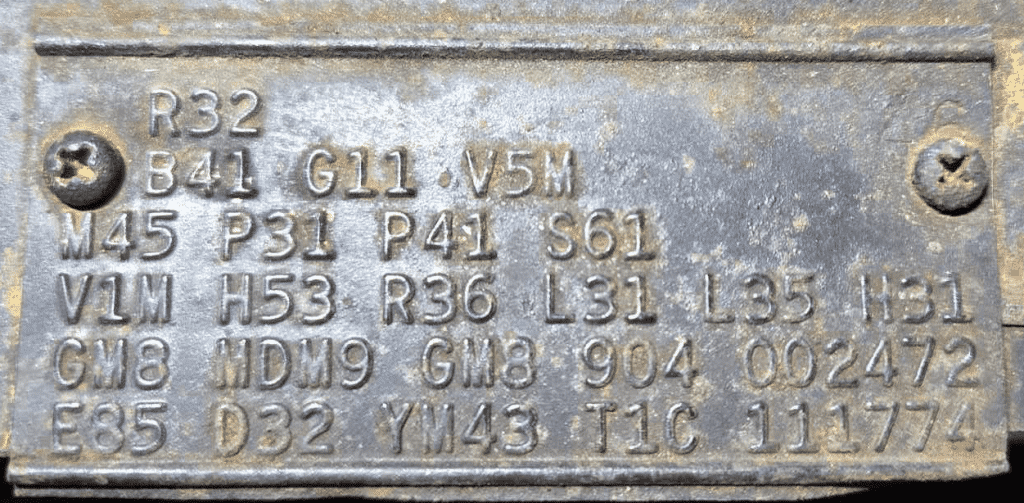 R32
B41 G11 V5M
M45 P31 P41 S61
V1M H53 R36 L31 L35 H31
GM8 MDM9 GM8 904 002472
E85 D32 YM43 T1C 111774